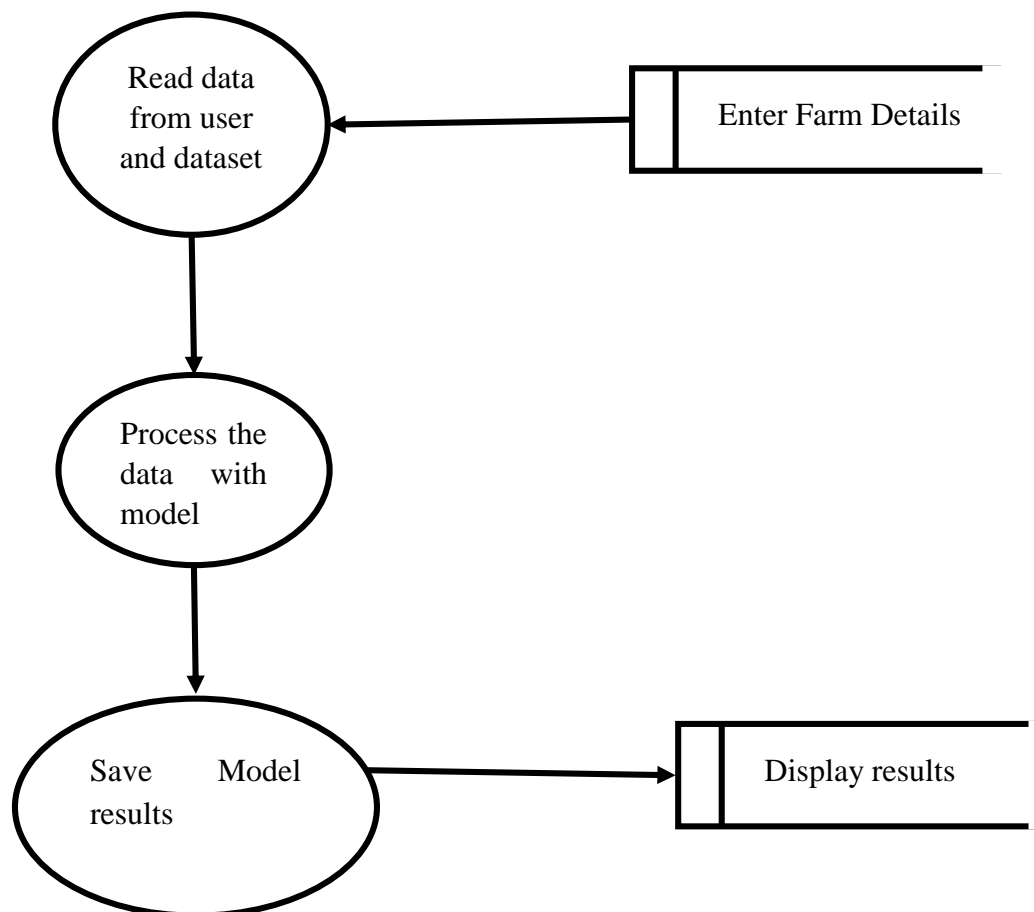 Read data
from user
and dataset
Enter Farm Details
Process the
data with
model
Save Model
results
Display results